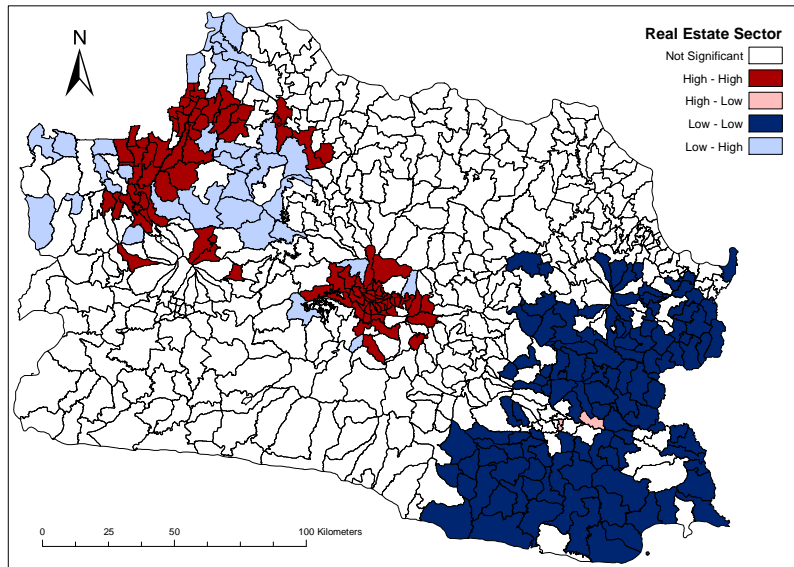 N
Real Estate Sector
Not Significant
High - High
High - Low
Low - Low
Low - High
0 25 50 100 Kilometers